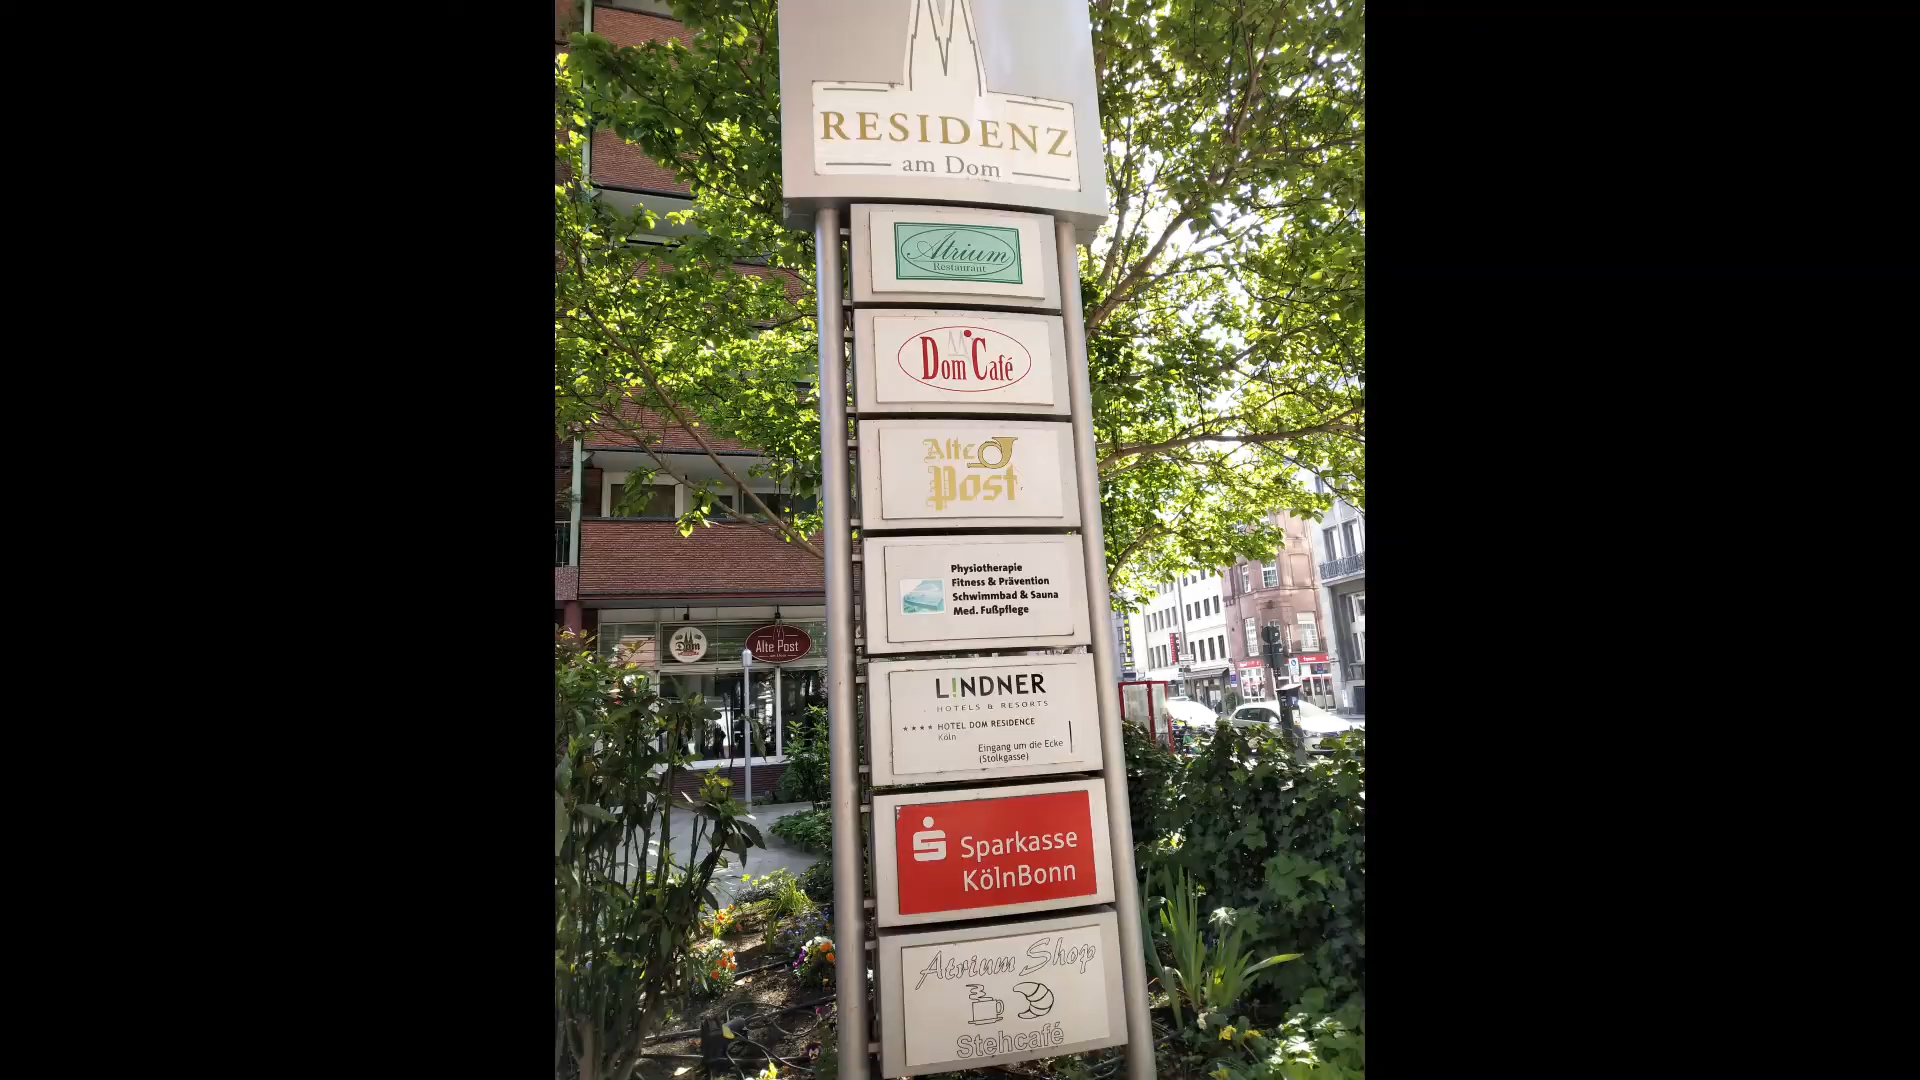 RESIDENZ
am Dom
Atrium
Restaurant
Dom Café
Alte
Post
Physiotherapie
Fitness & Prävention
Schwimmbad & Sauna
Med. Fußpflege
L!NDNER
HOTELS & RESORTS
**** HOTEL DOM RESIDENCE
Köln
Eingang um die Ecke
(Stolkgasse)
Sparkasse
KölnBonn
Atrium Shop
Stehcafé
Dom
Alte Post